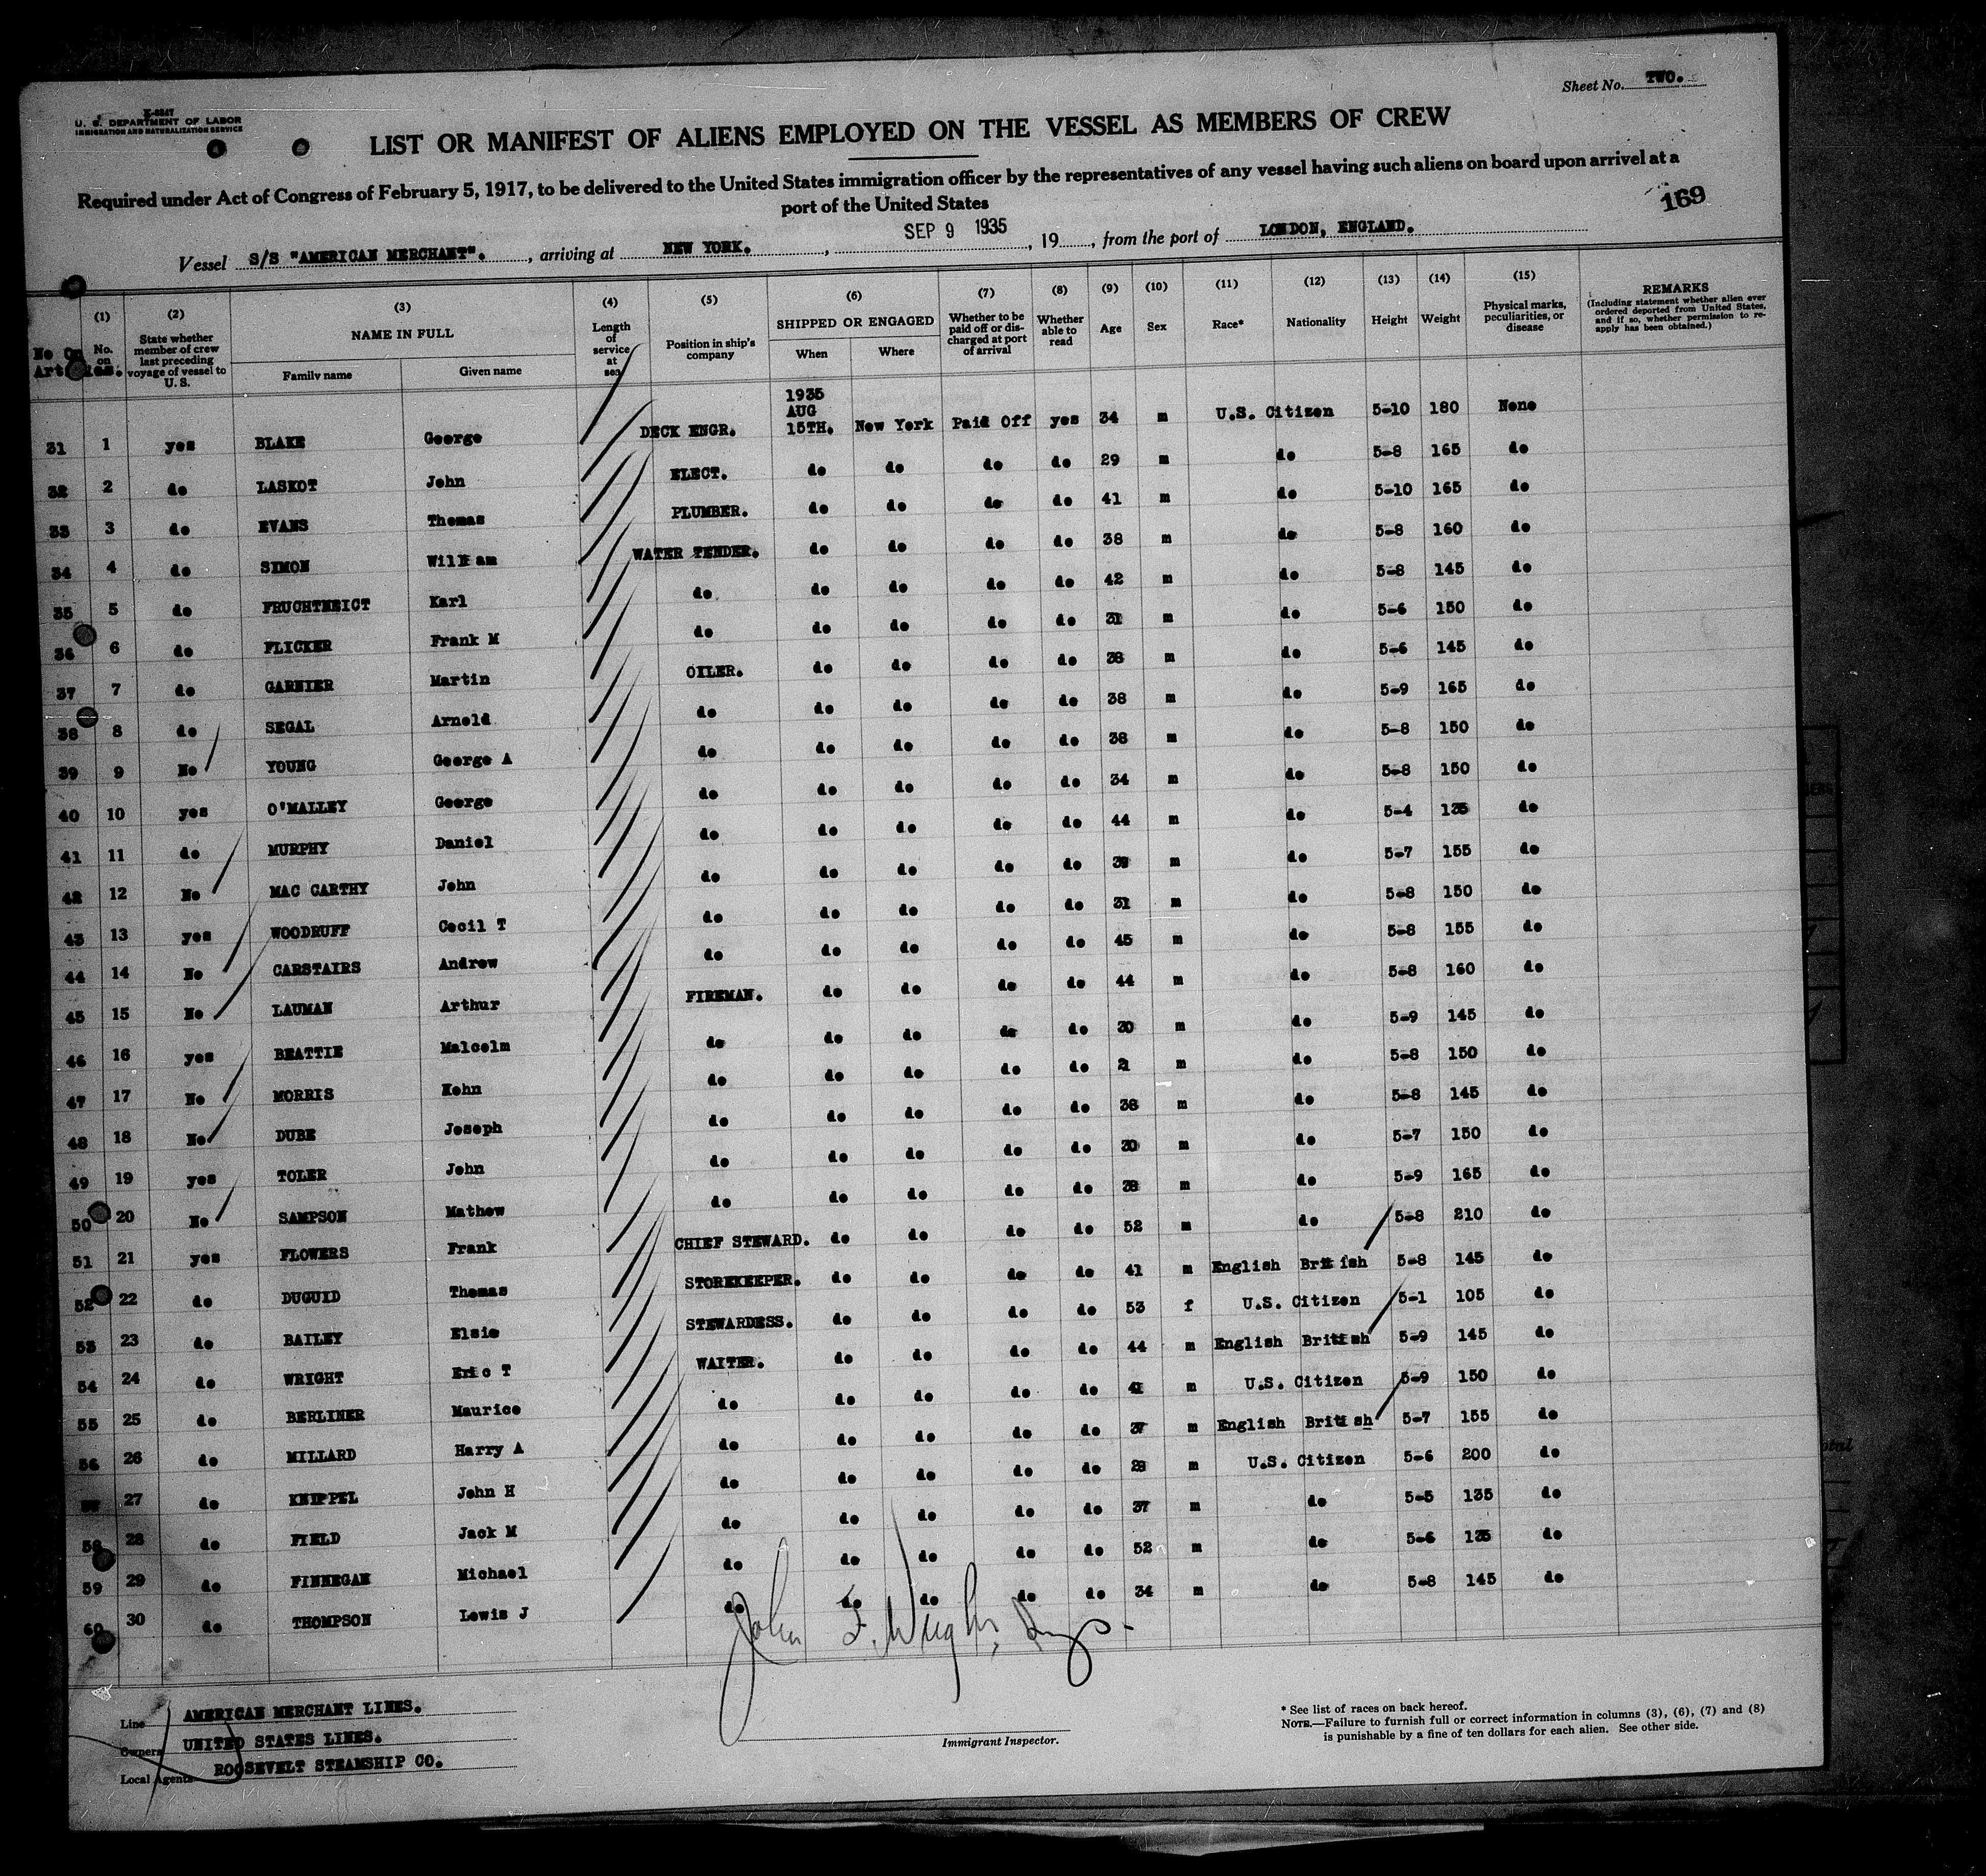 Sheet No. TWO.
U. S. DEPARTMENT OF LABOR
IMMIGRATION AND NATURALIZATION SERVICE
LIST OR MANIFEST OF ALIENS EMPLOYED ON THE VESSEL AS MEMBERS OF CREW
Required under Act of Congress of February 5, 1917, to be delivered to the United States immigration officer by the representatives of any vessel having such aliens on board upon arrival at a
port of the United States
169
Vessel S/S "AMERICAN MERCHANT". , arriving at NEW YORK. , SEP 9 1935 , 19 , from the port of LONDON, ENGLAND.
(1) (2) (3) (4) (5) (6) (7) (8) (9) (10) (11) (12) (13) (14) (15)
No. on Articles. No. on State whether member of crew last preceding voyage of vessel to U. S. NAME IN FULL Family name Given name Length of service at sea Position in ship's company SHIPPED OR ENGAGED When Where Whether to be paid off or discharged at port of arrival Whether able to read Age Sex Race* Nationality Height Weight Physical marks, peculiarities, or disease REMARKS (Including statement whether alien ever ordered deported from United States, and if so, whether permission to reapply has been obtained.)
31 1 yes BLAKE George DECK ENGR. 1935 AUG 15TH. New York Paid Off yes 34 m U.S. Citizen 5-10 180 None
32 2 do LASKOT John ELECT. do do do do 29 m do 5-8 165 do
33 3 do EVANS Thomas PLUMBER. do do do do 41 m do 5-10 165 do
34 4 do SIMON William WATER TENDER. do do do do 38 m do 5-8 160 do
35 5 do FRUCHTNEICT Karl do do do do do 42 m do 5-8 145 do
36 6 do FLICKER Frank M do do do do do 31 m do 5-6 150 do
37 7 do GARNIER Martin OILER. do do do do 38 m do 5-6 145 do
38 8 do SEGAL Arnold do do do do do 38 m do 5-9 165 do
39 9 No YOUNG George A do do do do do 38 m do 5-8 150 do
40 10 yes O'MALLEY George do do do do do 34 m do 5-8 150 do
41 11 do MURPHY Daniel do do do do do 44 m do 5-4 135 do
42 12 No MAC CARTHY John do do do do do 39 m do 5-7 155 do
43 13 yes WOODRUFF Cecil T do do do do do 31 m do 5-8 150 do
44 14 No CARSTAIRS Andrew do do do do do 45 m do 5-8 155 do
45 15 No LAUMAN Arthur FIREMAN. do do do do 44 m do 5-8 160 do
46 16 yes BEATTIE Malcolm do do do do do 30 m do 5-9 145 do
47 17 No MORRIS Kohn do do do do do m do 5-8 150 do
48 18 No DUBE Joseph do do do do do 36 m do 5-8 145 do
49 19 yes TOLER John do do do do do 30 m do 5-7 150 do
50 20 No SAMPSON Mathew do do do do do 38 m do 5-9 165 do
51 21 yes FLOWERS Frank CHIEF STEWARD. do do do do 52 m do 5-8 210 do
52 22 do DUGUID Thomas STOREKEEPER. do do do do 41 m English British 5-8 145 do
53 23 do BAILEY Elsie STEWARDESS. do do do do 53 f U.S. Citizen 5-1 105 do
54 24 do WRIGHT Eric T WAITER. do do do do 44 m English British 5-9 145 do
55 25 do BERLINER Maurice do do do do do 41 m U.S. Citizen 5-9 150 do
56 26 do MILLARD Harry A do do do do do 37 m English British 5-7 155 do
57 27 do KNIPPEL John H do do do do do 29 m U.S. Citizen 5-6 200 do
58 28 do FIELD Jack M do do do do do 37 m do 5-5 135 do
59 29 do FINNEGAN Michael do do do do do 52 m do 5-6 135 do
60 30 do THOMPSON Lewis J do do do do do 34 m do 5-8 145 do
John F. Wright, Insp.
Line AMERICAN MERCHANT LINES.
Owners UNITED STATES LINES.
Local Agents ROOSEVELT STEAMSHIP CO.
Immigrant Inspector.
* See list of races on back hereof.
NOTE.—Failure to furnish full or correct information in columns (3), (6), (7) and (8)
is punishable by a fine of ten dollars for each alien. See other side.